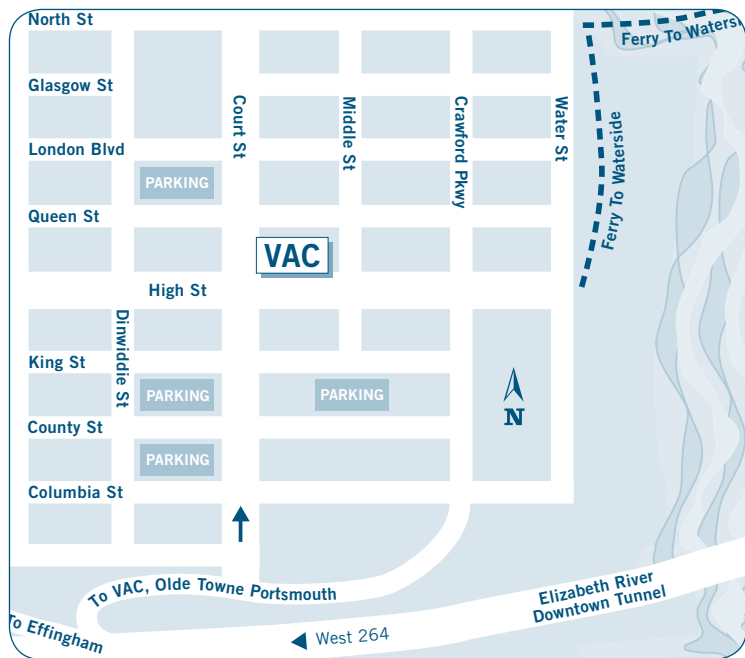 North St
Ferry To Waterside
Glasgow St
Court St
Middle St
Crawford Pkwy
Water St
Ferry To Waterside
London Blvd
PARKING
Queen St
VAC
High St
Dinwiddie St
King St
PARKING
PARKING
N
County St
PARKING
Columbia St
To VAC, Olde Towne Portsmouth
Elizabeth River
Downtown Tunnel
To Effingham
West 264